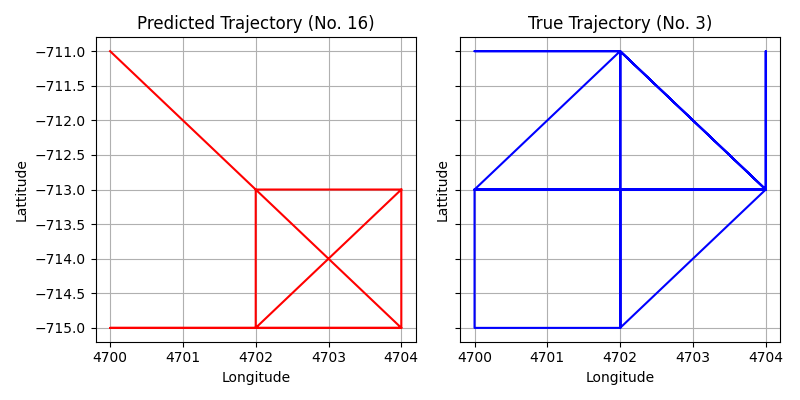 Predicted Trajectory (No. 16)
−711.0
−711.5
−712.0
−712.5
−713.0
−713.5
−714.0
−714.5
−715.0
Lattitude
4700 4701 4702 4703 4704
Longitude
True Trajectory (No. 3)
Lattitude
4700 4701 4702 4703 4704
Longitude